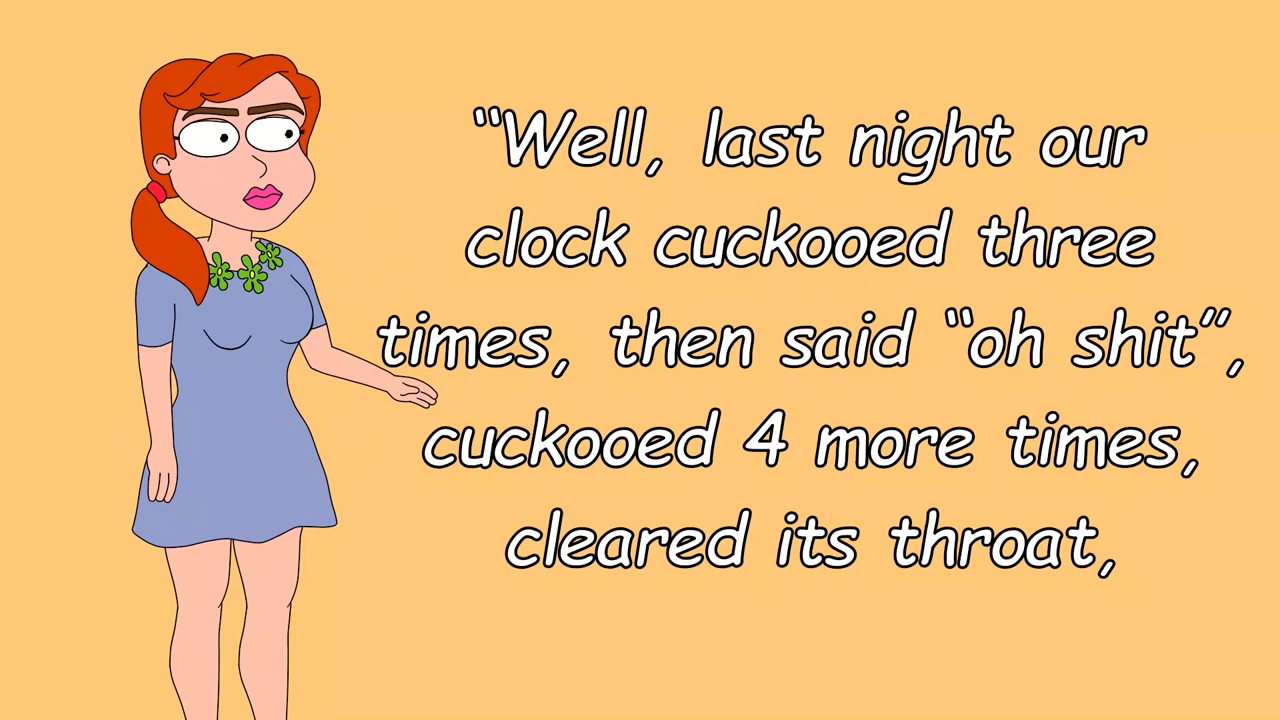 “Well, last night our
clock cuckooed three
times, then said “oh shit”,
cuckooed 4 more times,
cleared its throat,